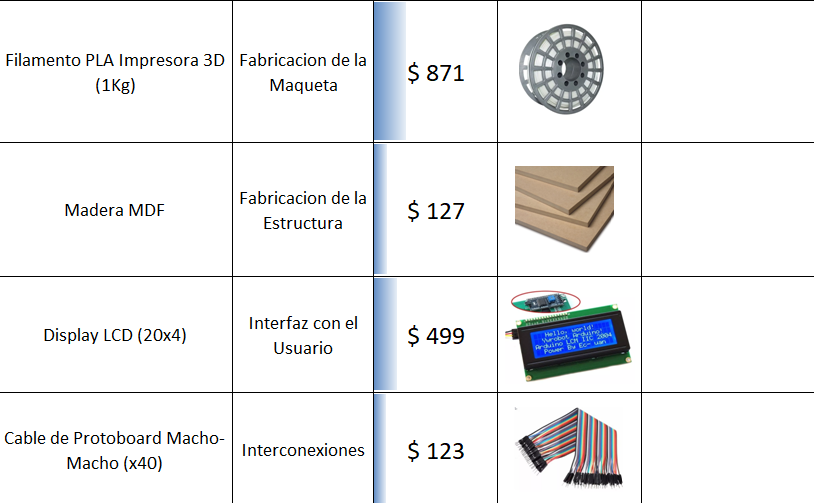 Filamento PLA Impresora 3D
(1Kg)
Fabricacion de la
Maqueta
$ 871
Madera MDF
Fabricacion de la
Estructura
$ 127
Display LCD (20x4)
Interfaz con el
Usuario
$ 499
Hello, world!
Ywrobot Arduino!
Arduino LCM IIC 2004
Power By Ec- wan
Cable de Protoboard Macho-
Macho (x40)
Interconexiones
$ 123